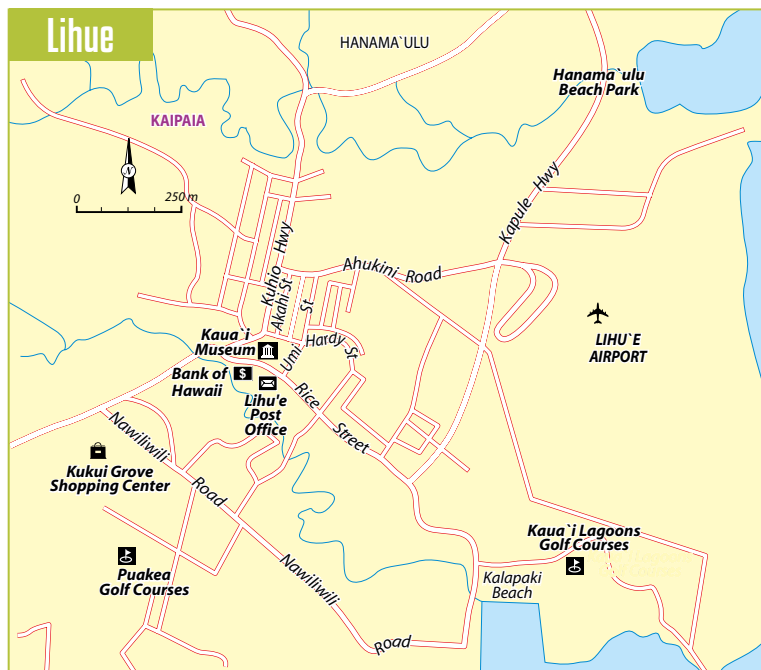 Lihue
HANAMA`ULU
Hanama`ulu
Beach Park
KAIPAIA
N
0 250 m
Kapule Hwy
Kuhio Hwy
Akahi St
Umi St
Ahukini Road
Hardy St
LIHU`E
AIRPORT
Kaua`i
Museum
Bank of
Hawaii
$
Lihu'e
Post
Office
Rice Street
Nawiliwili Road
Kukui Grove
Shopping Center
Puakea
Golf Courses
Nawiliwili Road
Kaua`i Lagoons
Golf Courses
Kalapaki
Beach